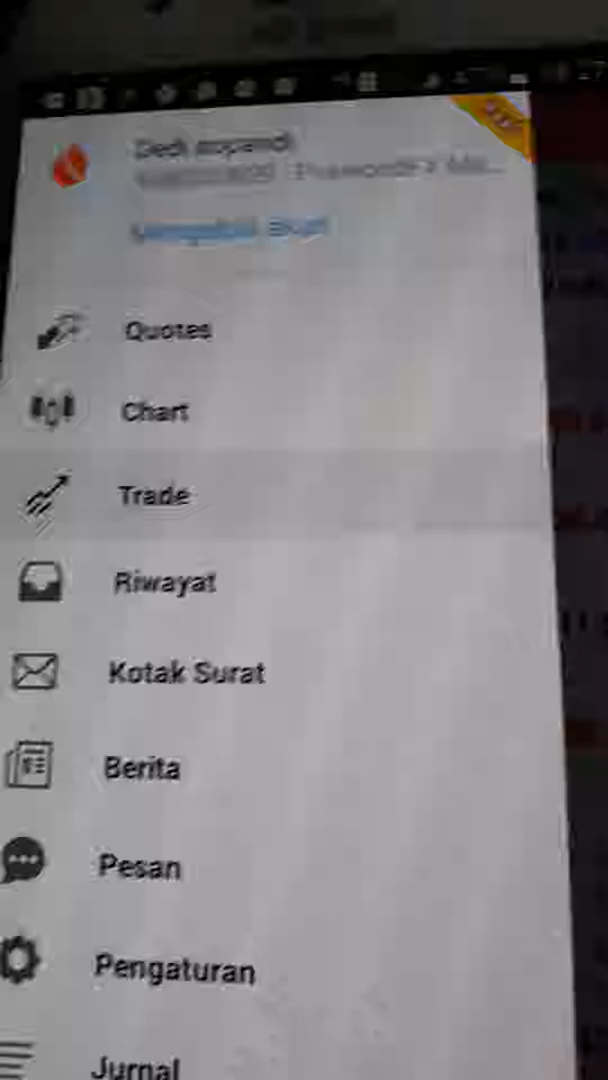 Quotes
Chart
Trade
Riwayat
Kotak Surat
Berita
Pesan
Pengaturan
Jurnal